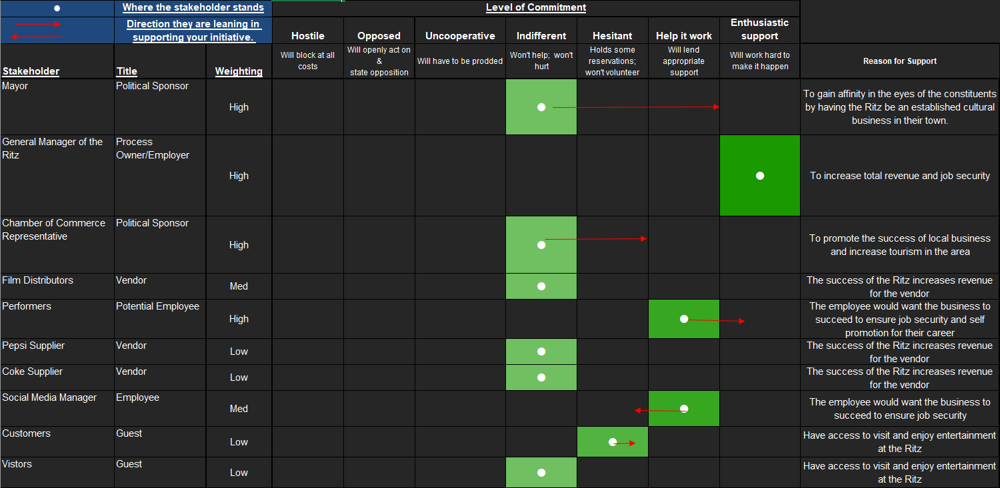 Where the stakeholder stands
Level of Commitment
Direction they are leaning in
supporting your initiative.
Hostile
Opposed
Uncooperative
Indifferent
Hesitant
Help it work
Enthusiastic
support
Stakeholder
Title
Weighting
Will block at all
costs
Will openly act on
&
state opposition
Will have to be prodded
Won't help;  won't
hurt
Holds some
reservations;
won't volunteer
Will lend
appropriate
support
Will work hard to
make it happen
Reason for Support
Mayor
Political Sponsor
High
To gain affinity in the eyes of the constituents
by having the Ritz be an established cultural
business in their town.
General Manager of the
Ritz
Process
Owner/Employer
High
To increase total revenue and job security
Chamber of Commerce
Representative
Political Sponsor
High
To promote the success of local business
and increase tourism in the area
Film Distributors
Vendor
Med
The success of the Ritz increases revenue
for the vendor
Performers
Potential Employee
High
The employee would want the business to
succeed to ensure job security and self
promotion for their career
Pepsi Supplier
Vendor
Low
The success of the Ritz increases revenue
for the vendor
Coke Supplier
Vendor
Low
The success of the Ritz increases revenue
for the vendor
Social Media Manager
Employee
Med
The employee would want the business to
succeed to ensure job security
Customers
Guest
Low
Have access to visit and enjoy entertainment
at the Ritz
Vistors
Guest
Low
Have access to visit and enjoy entertainment
at the Ritz